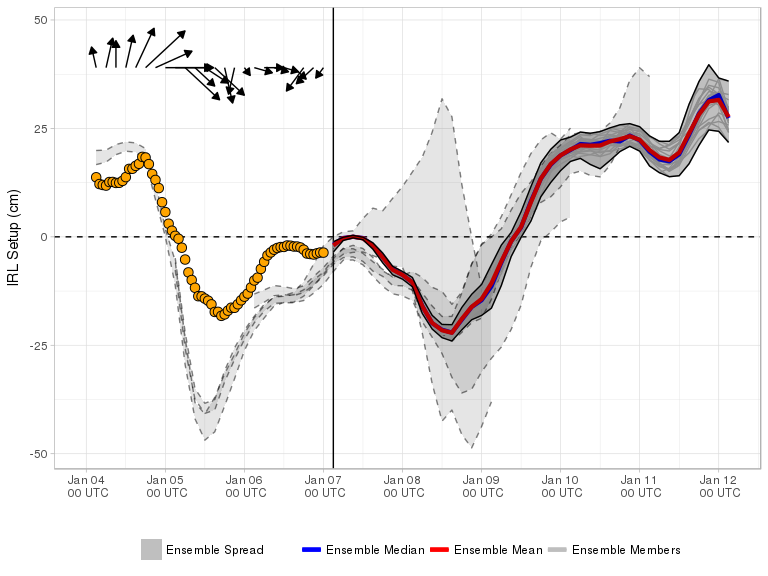 IRL Setup (cm)
50
25
0
-25
-50
Jan 04 Jan 05 Jan 06 Jan 07 Jan 08 Jan 09 Jan 10 Jan 11 Jan 12
00 UTC 00 UTC 00 UTC 00 UTC 00 UTC 00 UTC 00 UTC 00 UTC 00 UTC
Ensemble Spread Ensemble Median Ensemble Mean Ensemble Members